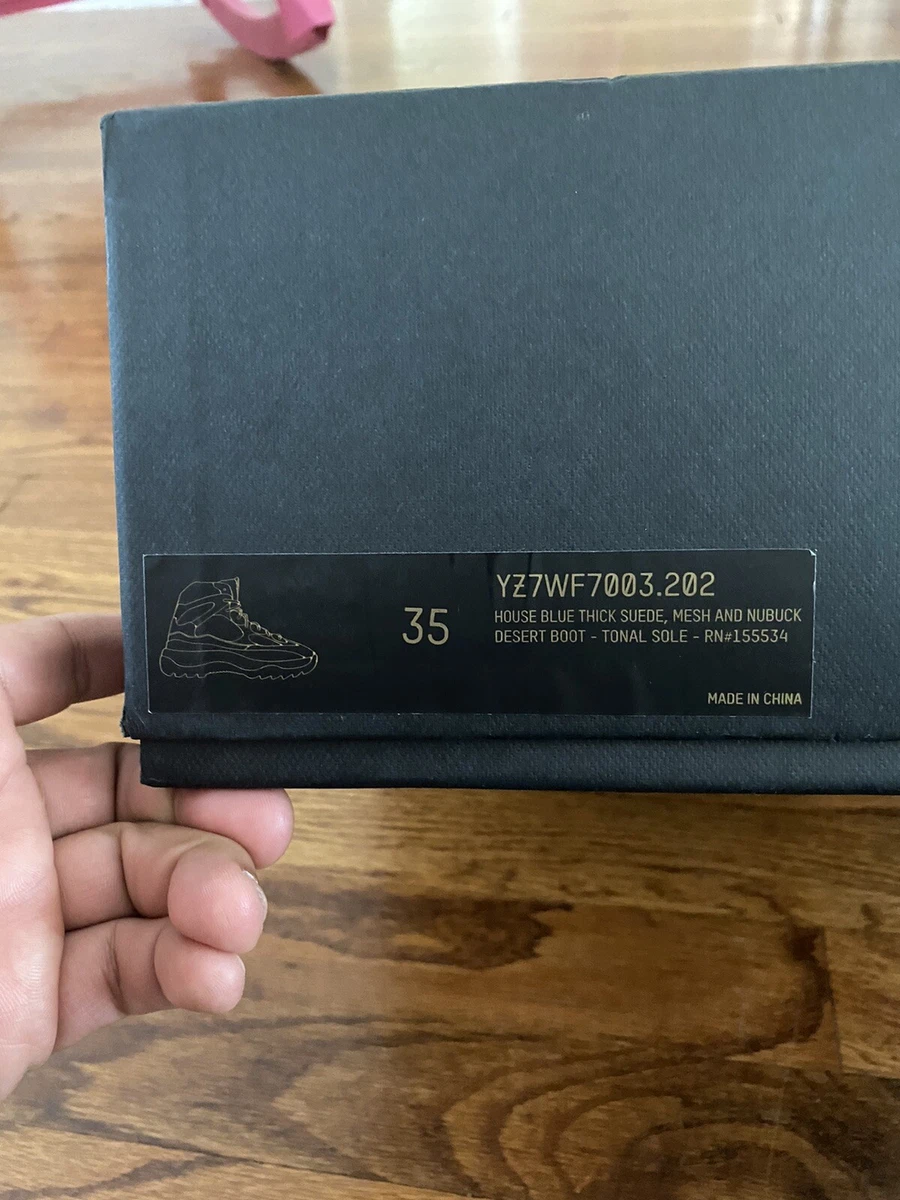 35
YZ7WF7003.202
HOUSE BLUE THICK SUEDE, MESH AND NUBUCK
DESERT BOOT - TONAL SOLE - RN#155534
MADE IN CHINA